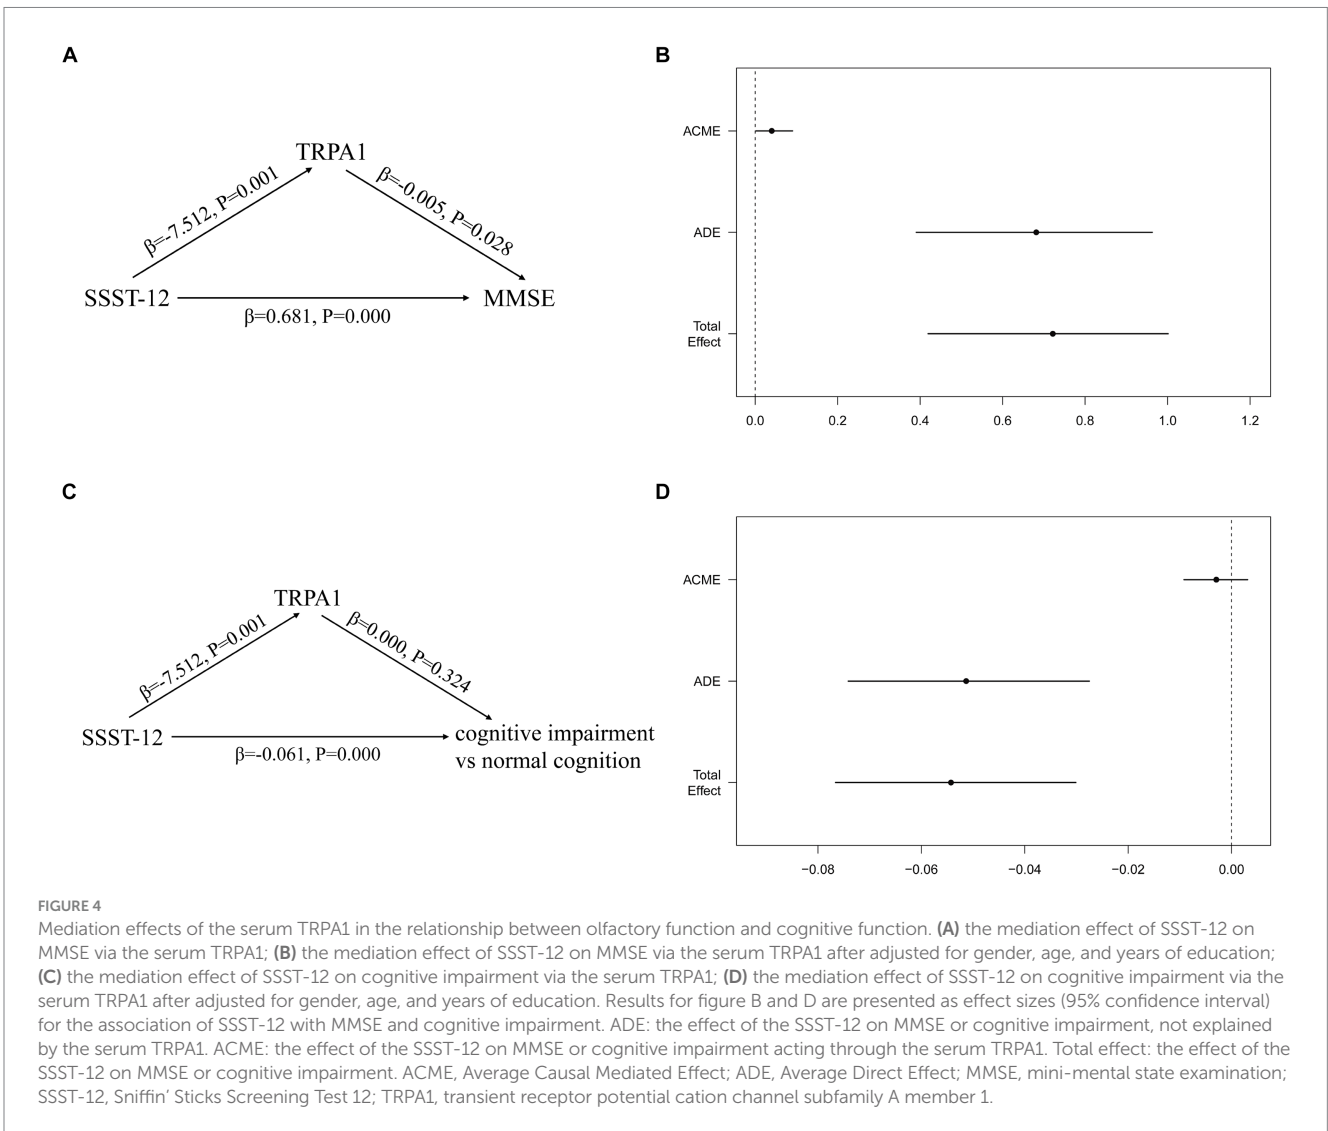 A
TRPA1
β=-7.512, P=0.001
β=-0.005, P=0.028
SSST-12
MMSE
β=0.681, P=0.000
B
ACME
ADE
Total
Effect
0.0 0.2 0.4 0.6 0.8 1.0 1.2
C
TRPA1
β=-7.512, P=0.001
β=0.000, P=0.324
SSST-12
cognitive impairment
vs normal cognition
β=-0.061, P=0.000
D
ACME
ADE
Total
Effect
−0.08 −0.06 −0.04 −0.02 0.00
FIGURE 4
Mediation effects of the serum TRPA1 in the relationship between olfactory function and cognitive function. (A) the mediation effect of SSST-12 on
MMSE via the serum TRPA1; (B) the mediation effect of SSST-12 on MMSE via the serum TRPA1 after adjusted for gender, age, and years of education;
(C) the mediation effect of SSST-12 on cognitive impairment via the serum TRPA1; (D) the mediation effect of SSST-12 on cognitive impairment via the
serum TRPA1 after adjusted for gender, age, and years of education. Results for figure B and D are presented as effect sizes (95% confidence interval)
for the association of SSST-12 with MMSE and cognitive impairment. ADE: the effect of the SSST-12 on MMSE or cognitive impairment, not explained
by the serum TRPA1. ACME: the effect of the SSST-12 on MMSE or cognitive impairment acting through the serum TRPA1. Total effect: the effect of the
SSST-12 on MMSE or cognitive impairment. ACME, Average Causal Mediated Effect; ADE, Average Direct Effect; MMSE, mini-mental state examination;
SSST-12, Sniffin' Sticks Screening Test 12; TRPA1, transient receptor potential cation channel subfamily A member 1.